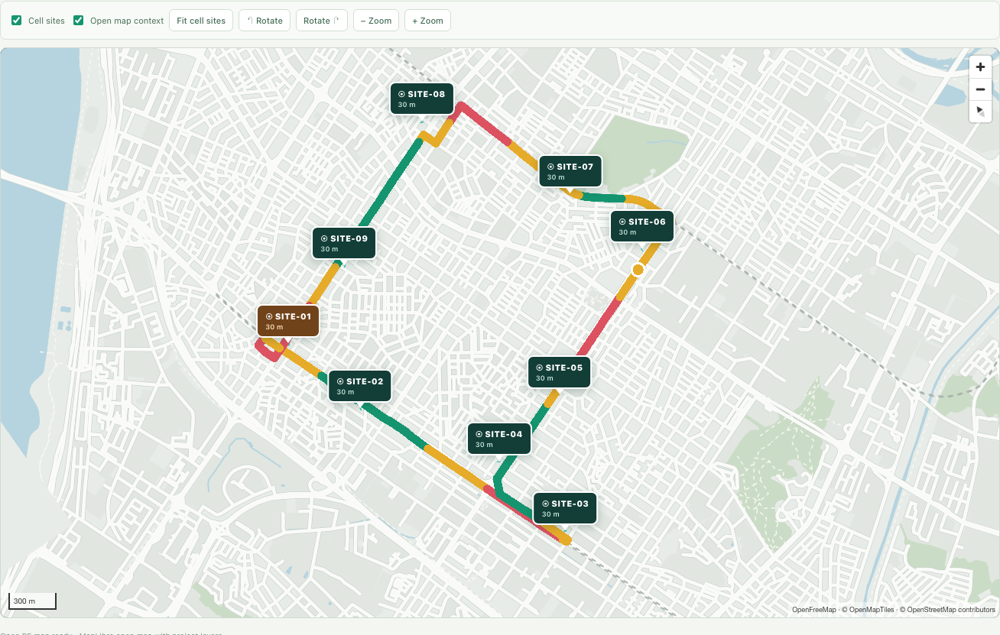 Cell sites
Open map context
Fit cell sites
Rotate
Rotate
− Zoom
+ Zoom
SITE-08
30 m
SITE-07
30 m
SITE-06
30 m
SITE-09
30 m
SITE-01
30 m
SITE-02
30 m
SITE-05
30 m
SITE-04
30 m
SITE-03
30 m
300 m
OpenFreeMap · © OpenMapTiles · © OpenStreetMap contributors